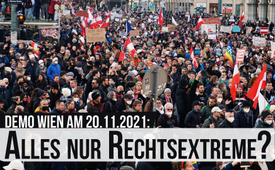 DEMO WIEN AM 20.11.2021:
ALLES NUR RECHTSEXTREME?